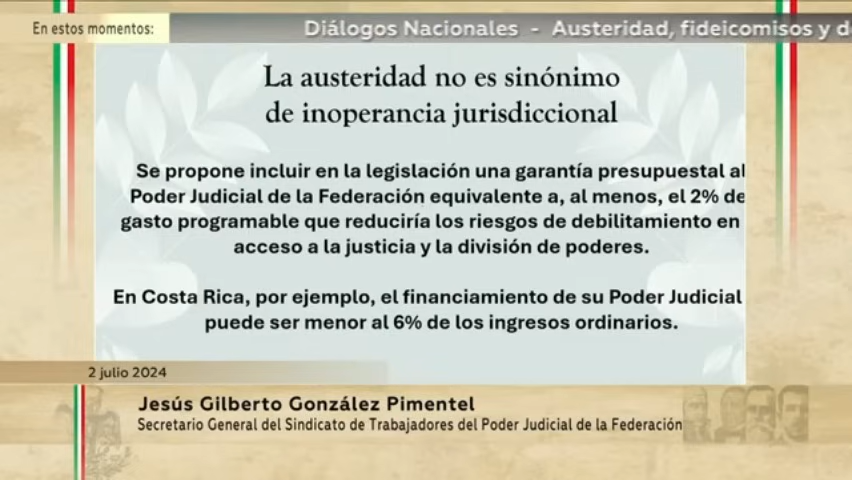 En estos momentos:
Diálogos Nacionales - Austeridad, fideicomisos y d
La austeridad no es sinónimo
de inoperancia jurisdiccional
Se propone incluir en la legislación una garantía presupuestal al
Poder Judicial de la Federación equivalente a, al menos, el 2% de
gasto programable que reduciría los riesgos de debilitamiento en
acceso a la justicia y la división de poderes.
En Costa Rica, por ejemplo, el financiamiento de su Poder Judicial
puede ser menor al 6% de los ingresos ordinarios.
2 julio 2024
Jesús Gilberto González Pimentel
Secretario General del Sindicato de Trabajadores del Poder Judicial de la Federación